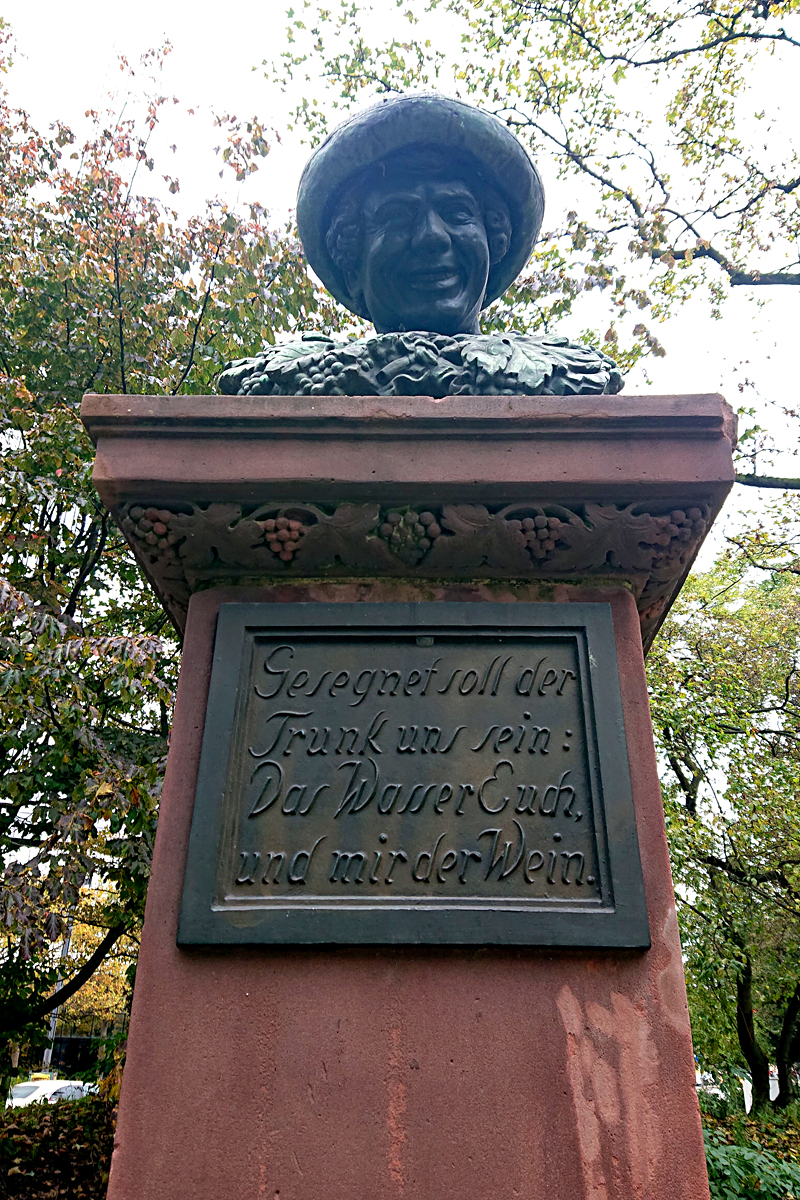 Gesegnet soll der
Trunk uns sein:
Das Wasser Euch,
und mir der Wein.